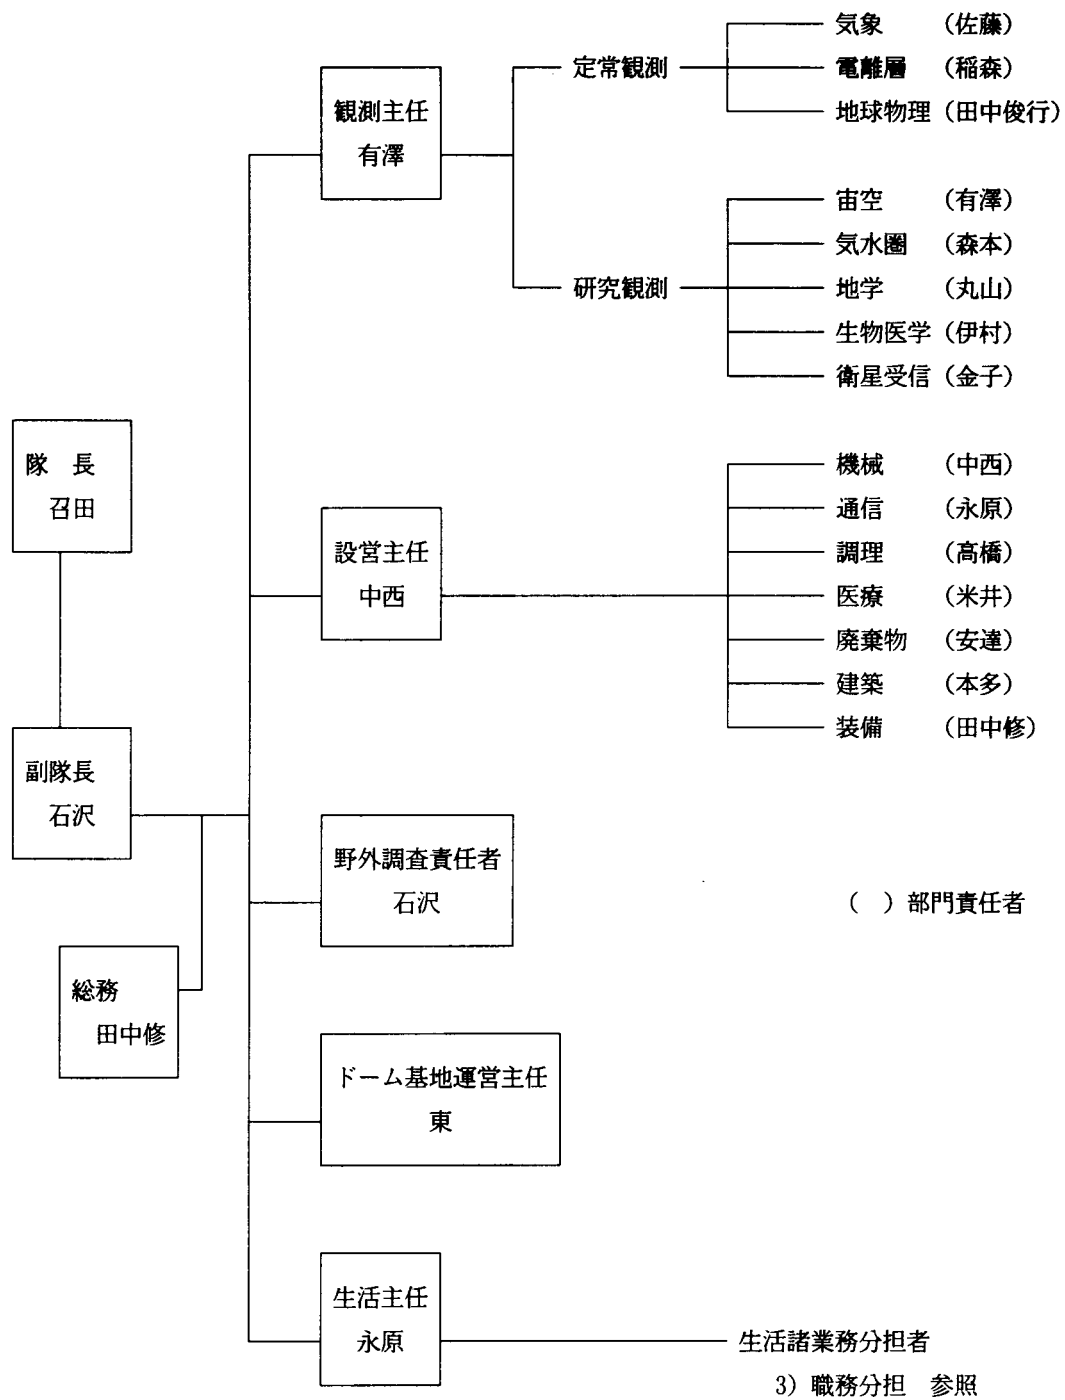 隊　長
召田
副隊長
石沢
総務
田中修
観測主任
有澤
定常観測
気象　（佐藤）
電離層　（稲森）
地球物理（田中俊行）
研究観測
宙空　（有澤）
気水圏　（森本）
地学　（丸山）
生物医学（伊村）
衛星受信（金子）
設営主任
中西
機械　（中西）
通信　（永原）
調理　（高橋）
医療　（米井）
廃棄物　（安達）
建築　（本多）
装備　（田中修）
野外調査責任者
石沢
（　）部門責任者
ドーム基地運営主任
東
生活主任
永原
生活諸業務分担者
3）職務分担　参照